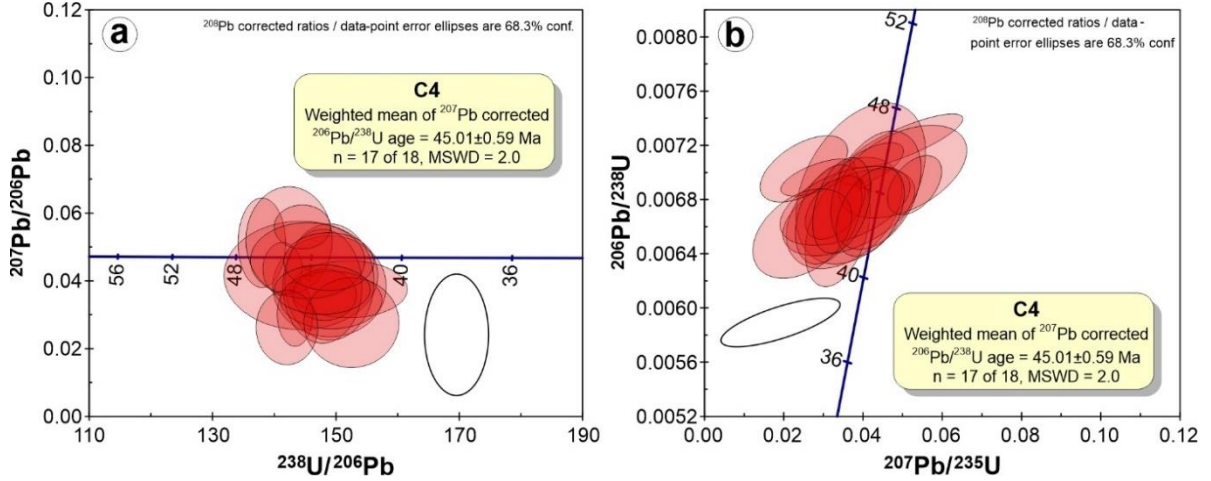 a
²⁰⁸Pb corrected ratios / data-point error ellipses are 68.3% conf.
C4
Weighted mean of ²⁰⁷Pb corrected
²⁰⁶Pb/²³⁸U age = 45.01±0.59 Ma
n = 17 of 18, MSWD = 2.0
0.12
0.10
0.08
0.06
0.04
0.02
0.00
²⁰⁷Pb/²⁰⁶Pb
56
52
48
40
36
110
130
150
170
190
²³⁸U/²⁰⁶Pb
b
²⁰⁸Pb corrected ratios / data -
point error ellipses are 68.3% conf
52
48
40
36
0.0080
0.0076
0.0072
0.0068
0.0064
0.0060
0.0056
0.0052
²⁰⁶Pb/²³⁸U
C4
Weighted mean of ²⁰⁷Pb corrected
²⁰⁶Pb/²³⁸U age = 45.01±0.59 Ma
n = 17 of 18, MSWD = 2.0
0.00
0.02
0.04
0.06
0.08
0.10
0.12
²⁰⁷Pb/²³⁵U